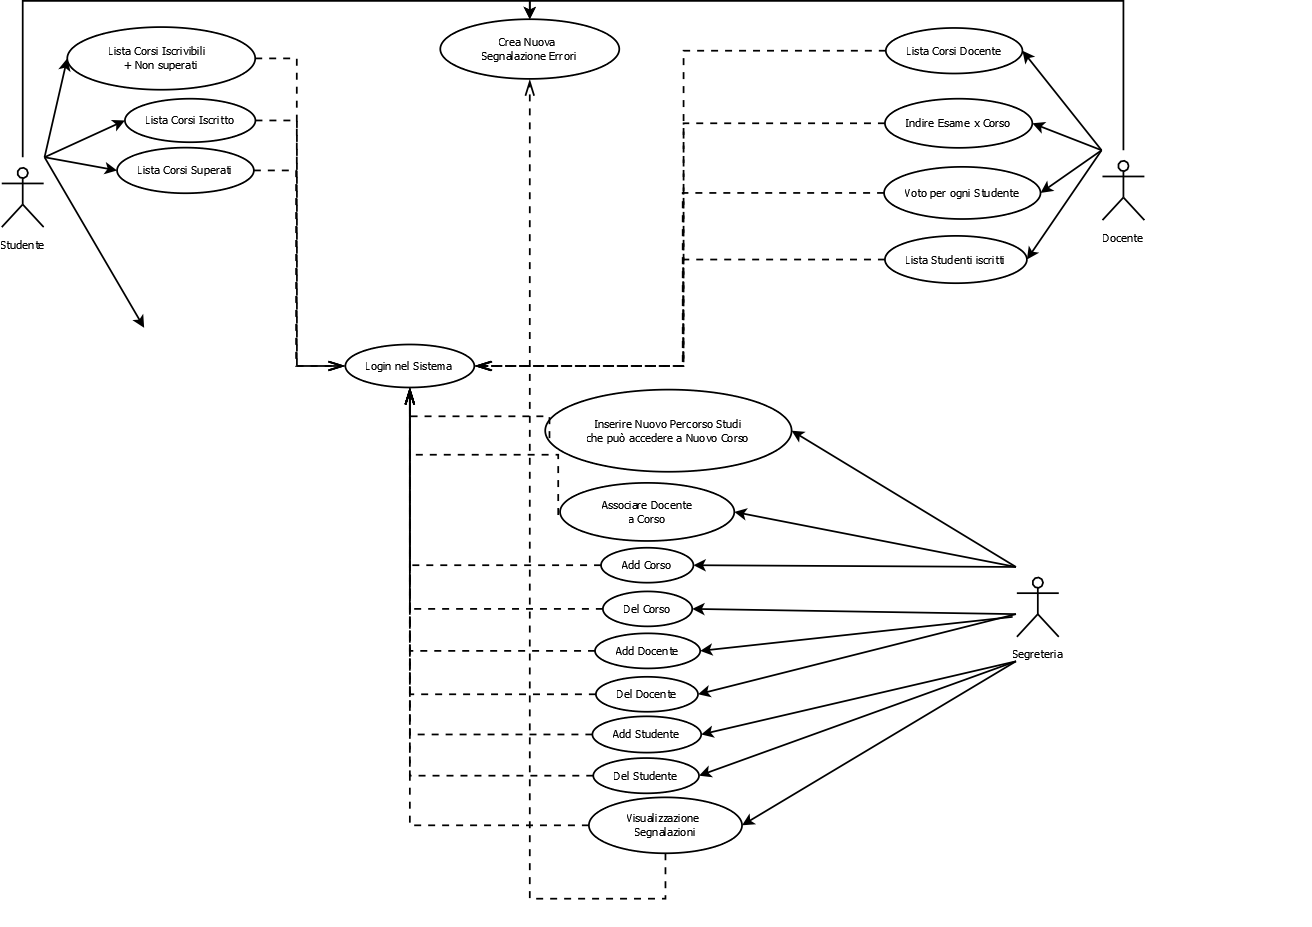 Lista Corsi Iscrivibili
+ Non superati
Lista Corsi Iscritto
Lista Corsi Superati
Studente
Crea Nuova
Segnalazione Errori
Lista Corsi Docente
Indire Esame x Corso
Voto per ogni Studente
Lista Studenti iscritti
Docente
Login nel Sistema
Inserire Nuovo Percorso Studi
che può accedere a Nuovo Corso
Associare Docente
a Corso
Add Corso
Del Corso
Add Docente
Del Docente
Add Studente
Del Studente
Visualizzazione
Segnalazioni
Segreteria